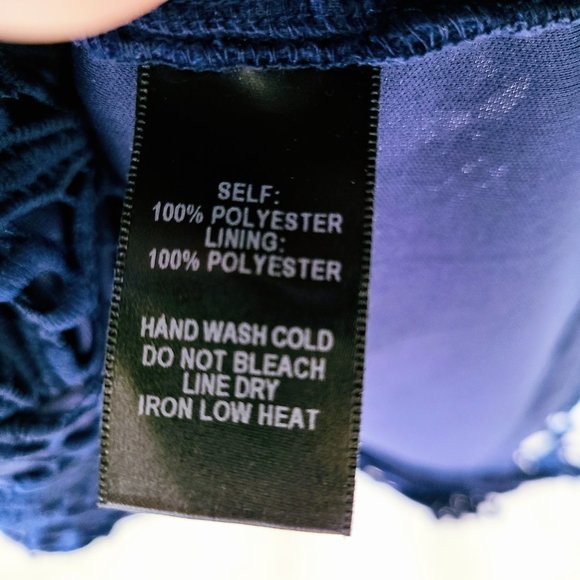 SELF:
100% POLYESTER
LINING:
100% POLYESTER
HAND WASH COLD
DO NOT BLEACH
LINE DRY
IRON LOW HEAT